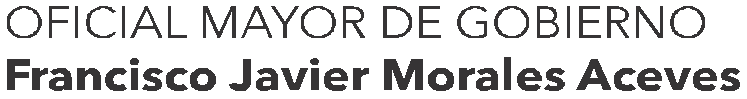 OFICIAL MAYOR DE GOBIERNO
Francisco Javier Morales Aceves